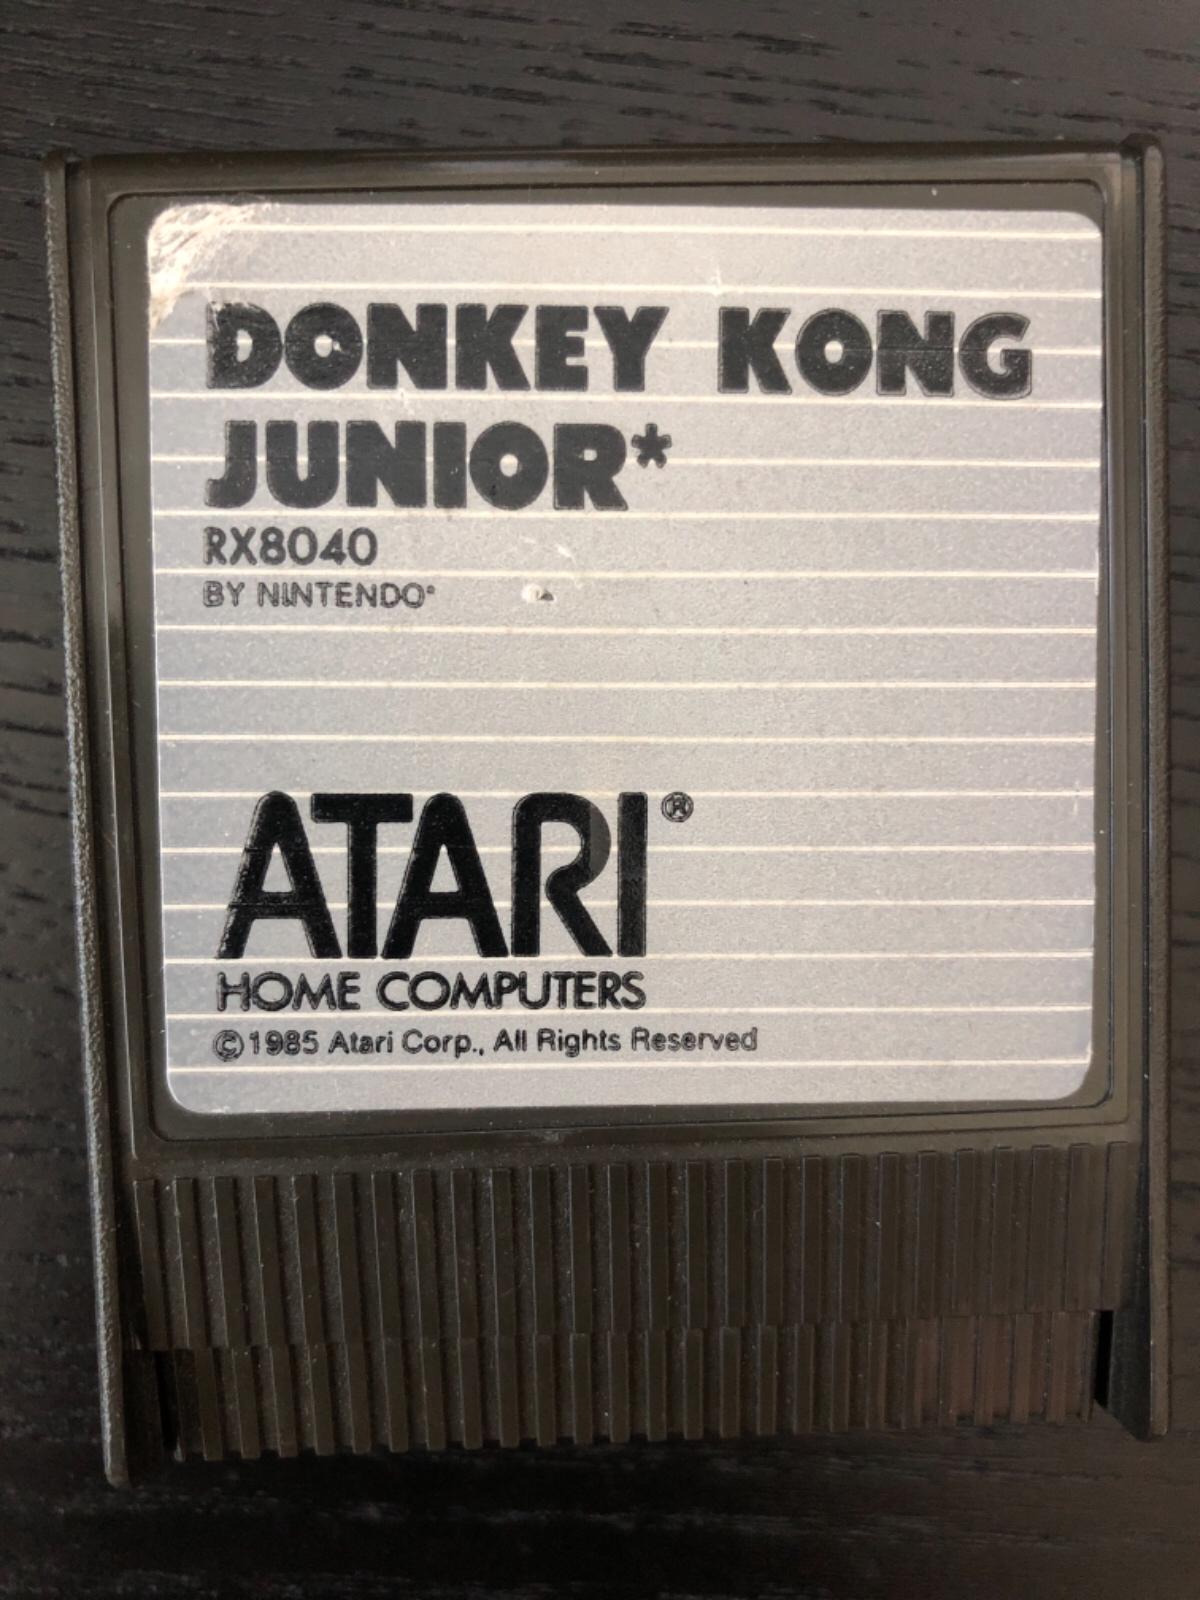 DONKEY KONG
JUNIOR*
RX8040
BY NINTENDO®
ATARI®
HOME COMPUTERS
©1985 Atari Corp., All Rights Reserved